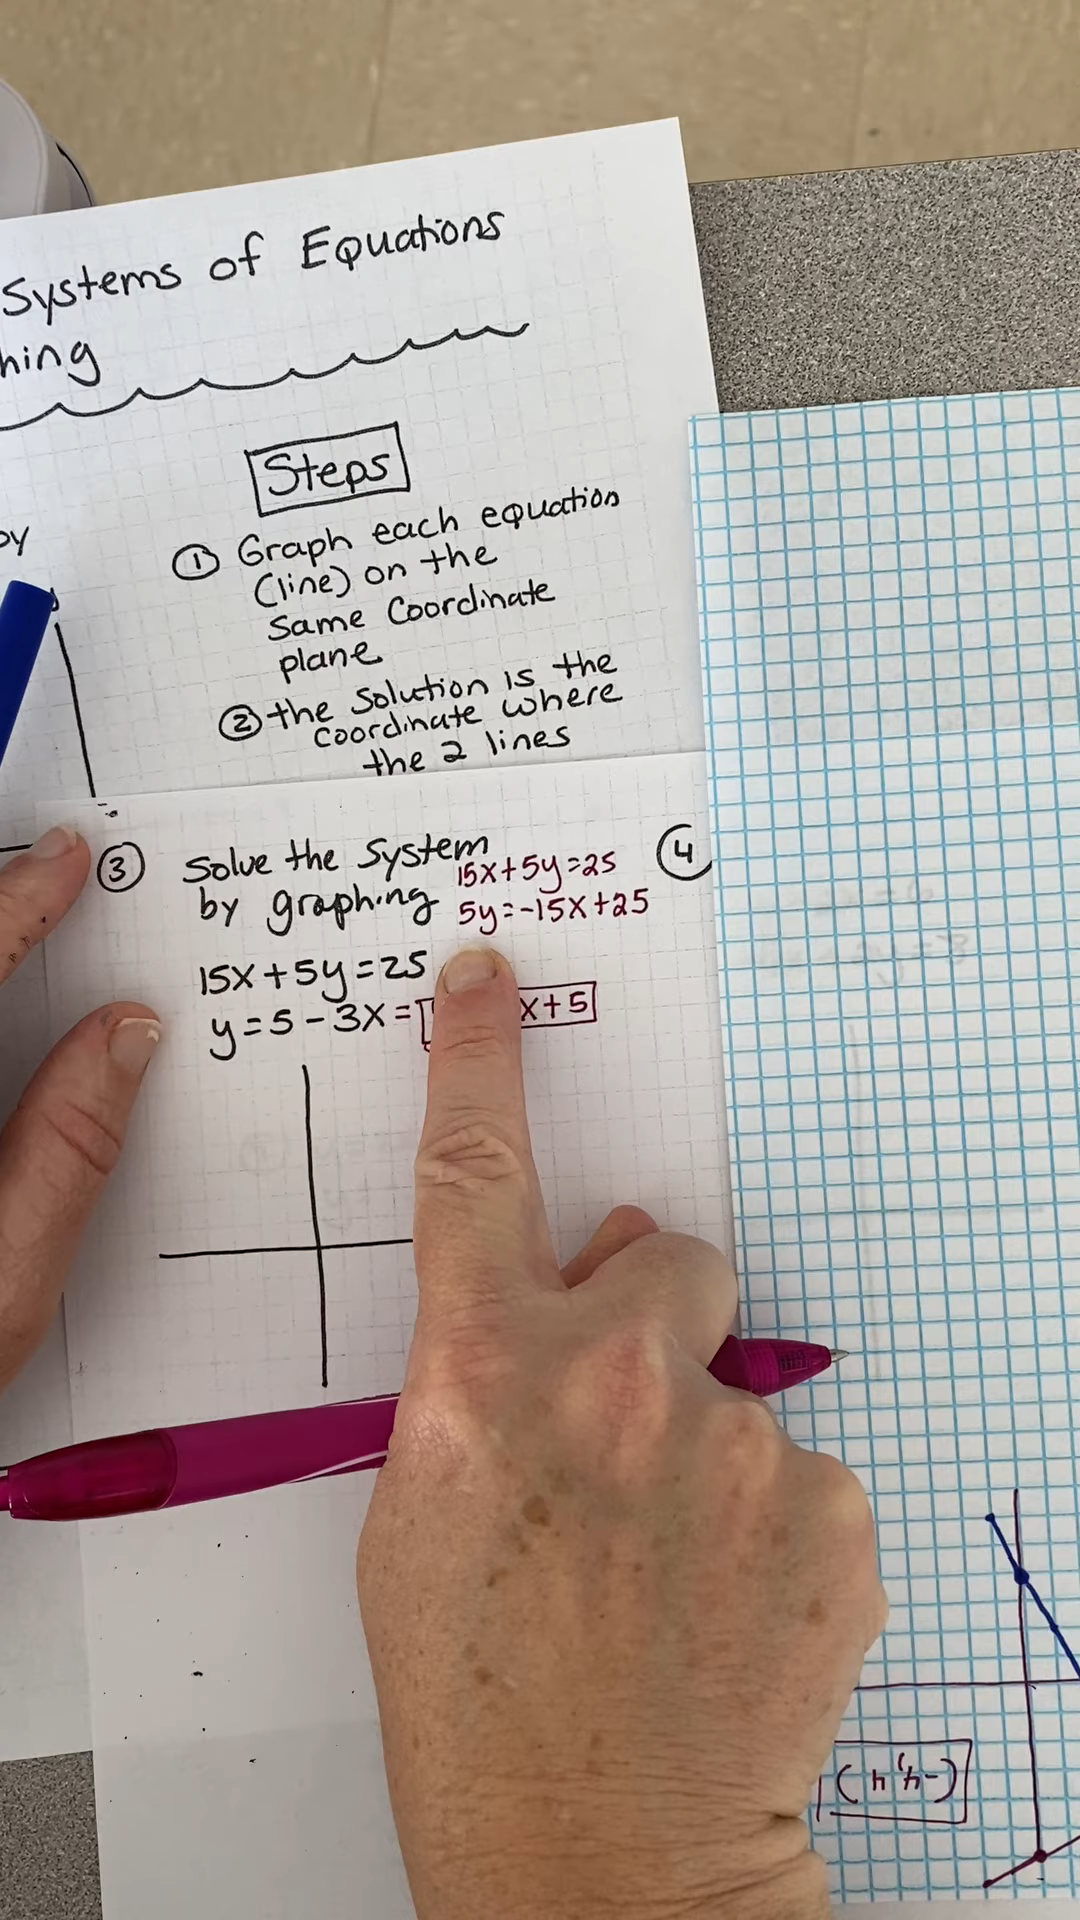 Systems of Equations
hing
Steps
① Graph each equation
(line) on the
Same Coordinate
plane
② the Solution is the
Coordinate where
the 2 lines
③ Solve the System
by graphing
15x+5y=25
5y=-15x+25
15x+5y=25
y=5-3x=
x+5
④
(-4,4)